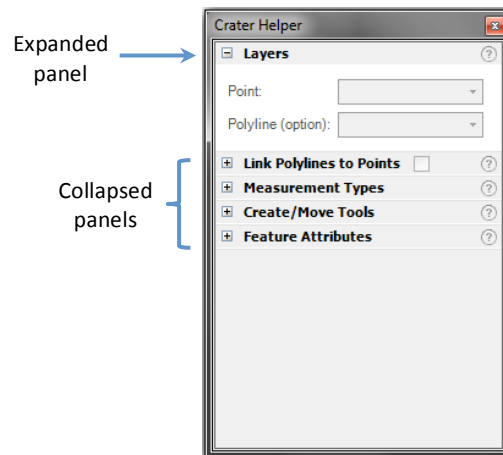 Crater Helper
Expanded
panel
Layers
Point:
Polyline (option):
Collapsed
panels
Link Polylines to Points
Measurement Types
Create/Move Tools
Feature Attributes